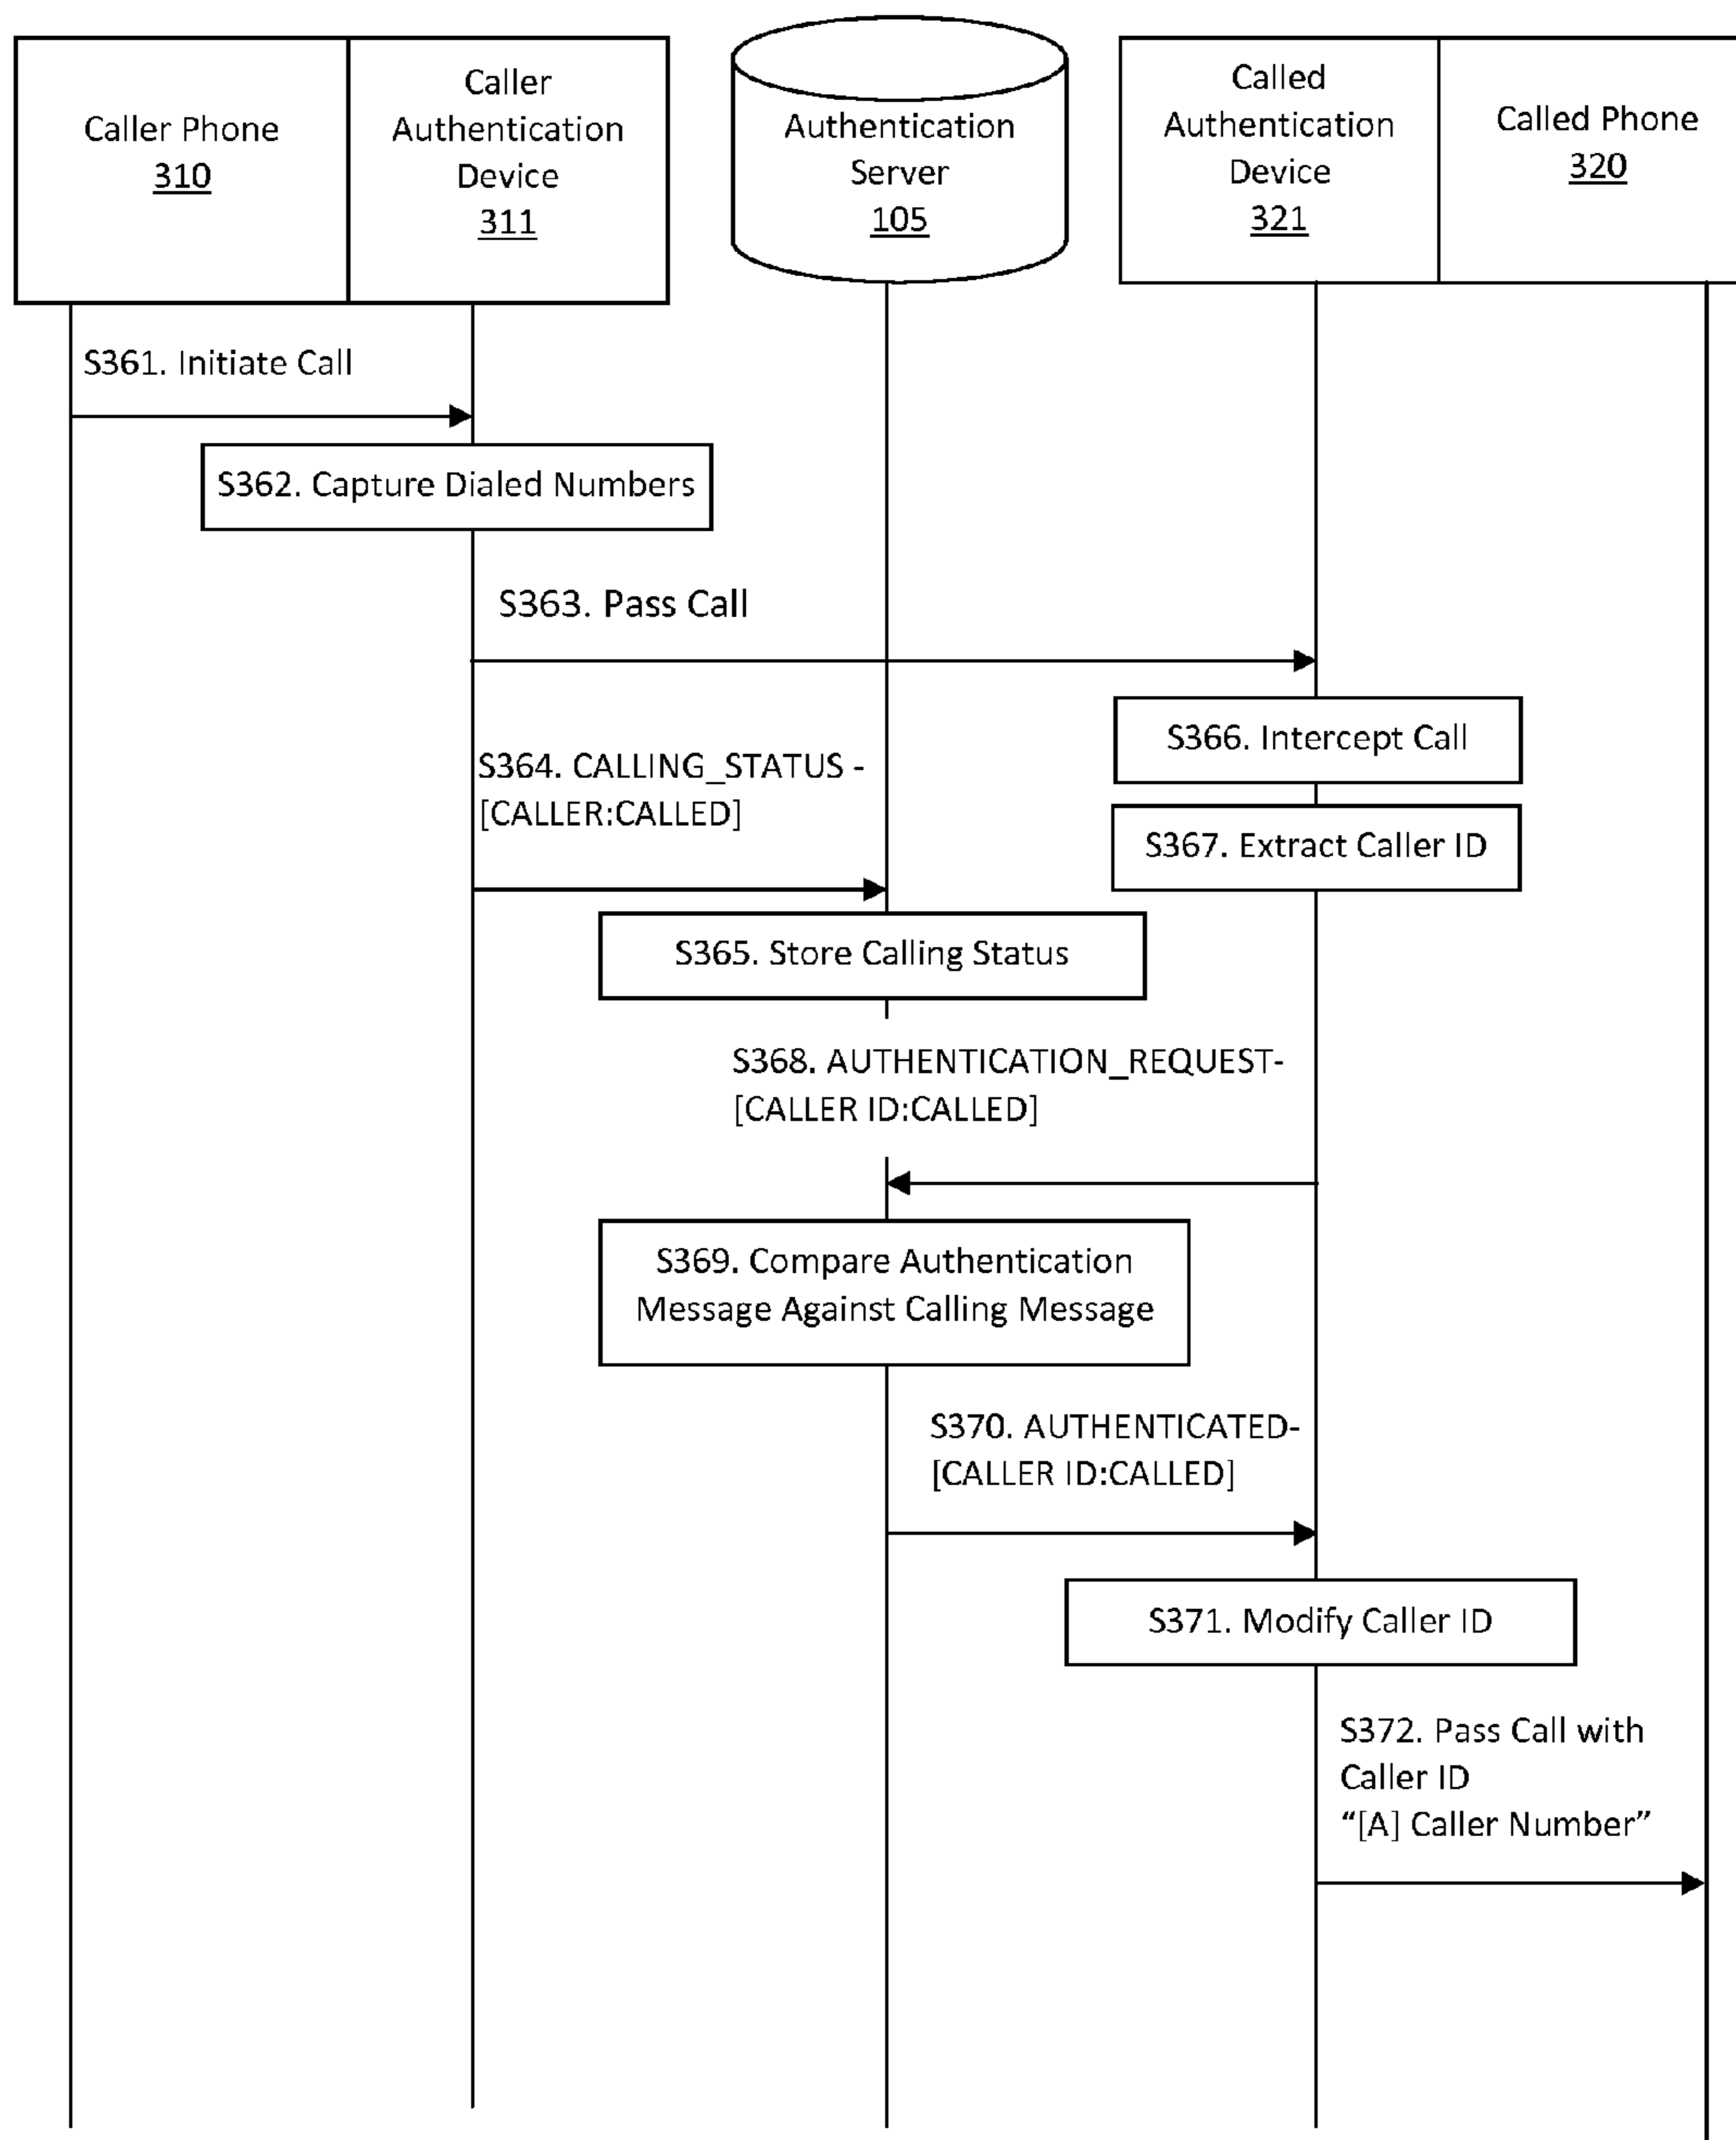 Caller Phone
310
Caller
Authentication
Device
311
Authentication
Server
105
Called
Authentication
Device
321
Called Phone
320
S361. Initiate Call
S362. Capture Dialed Numbers
S363. Pass Call
S366. Intercept Call
S364. CALLING_STATUS -
[CALLER:CALLED]
S367. Extract Caller ID
S365. Store Calling Status
S368. AUTHENTICATION_REQUEST-
[CALLER ID:CALLED]
S369. Compare Authentication
Message Against Calling Message
S370. AUTHENTICATED-
[CALLER ID:CALLED]
S371. Modify Caller ID
S372. Pass Call with
Caller ID
“[A] Caller Number”